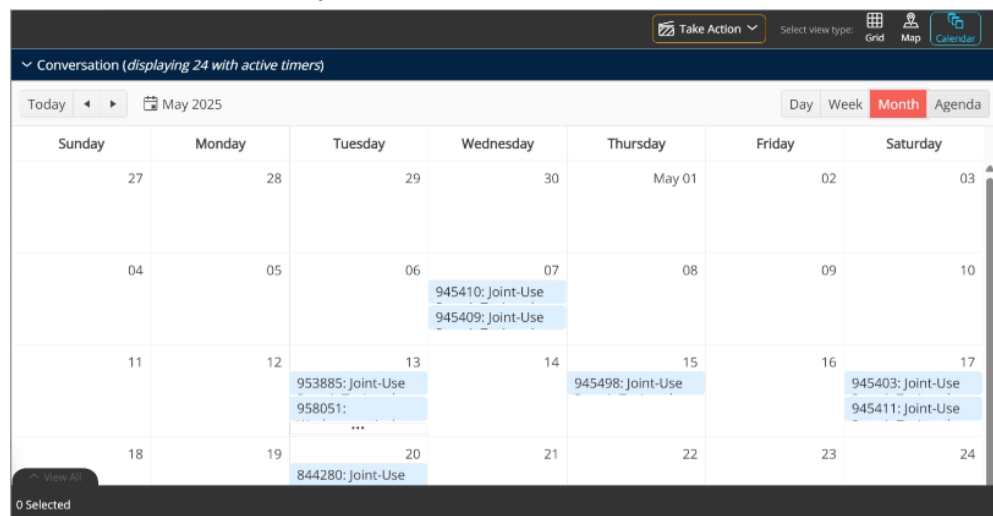 Take Action
Select view type:
Grid
Map
Calendar
Conversation (displaying 24 with active timers)
Today
May 2025
Day Week Month Agenda
Sunday Monday Tuesday Wednesday Thursday Friday Saturday
27 28 29 30 May 01 02 03
04 05 06 07 08 09 10
945410: Joint-Use
945409: Joint-Use
11 12 13 14 15 16 17
953885: Joint-Use 945498: Joint-Use 945403: Joint-Use
958051: 945411: Joint-Use
...
18 19 20 21 22 23 24
View All 844280: Joint-Use
0 Selected